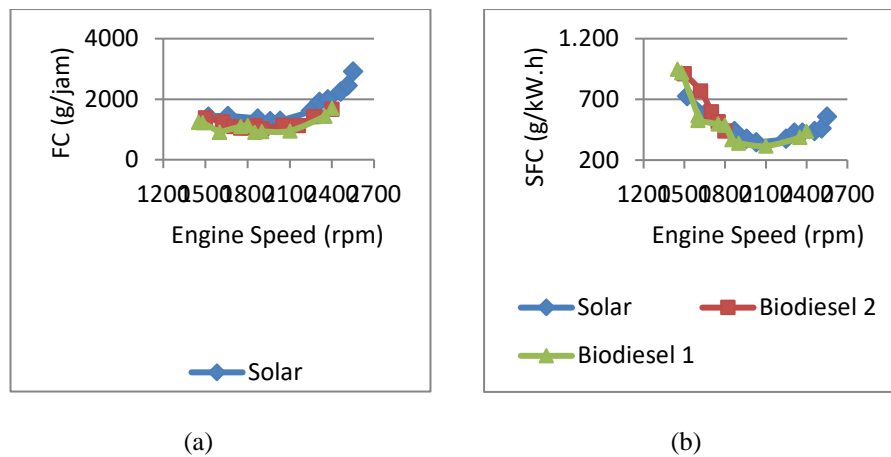 FC (g/jam)
4000
2000
0
1200 1500 1800 2100 2400 2700
Engine Speed (rpm)
Solar
(a)
SFC (g/kW.h)
1.200
700
200
1200 1500 1800 2100 2400 2700
Engine Speed (rpm)
Solar Biodiesel 2
Biodiesel 1
(b)